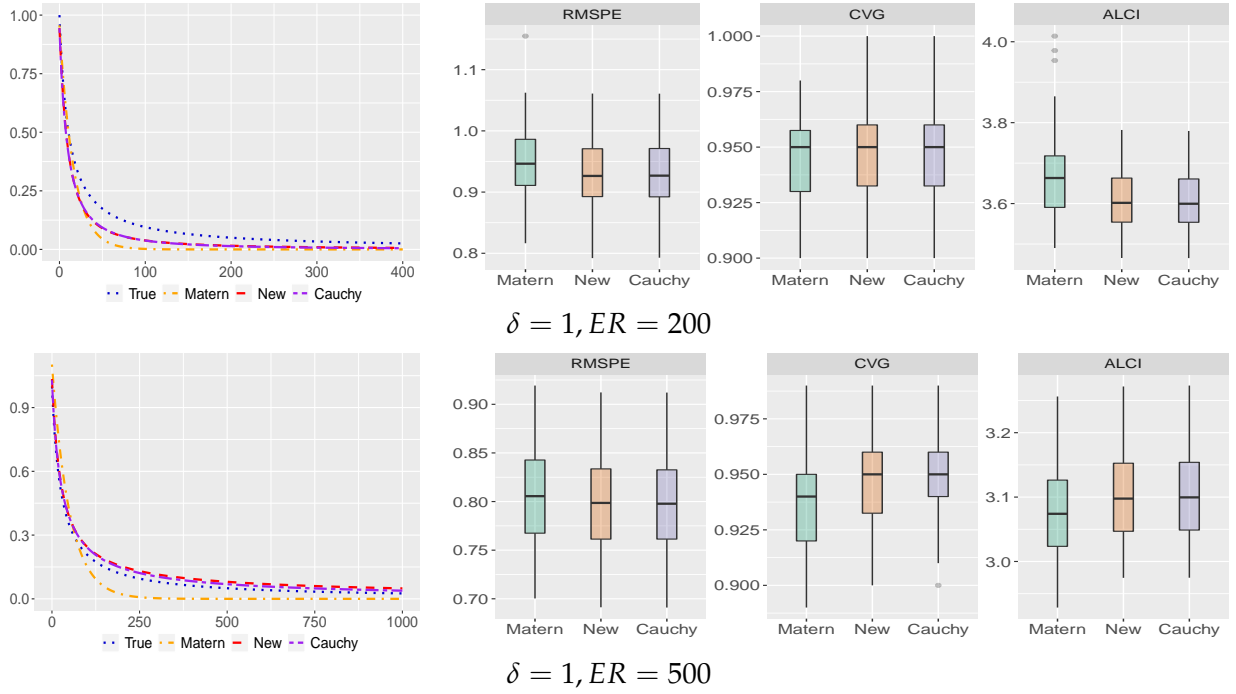 RMSPE CVG ALCI
1.00
0.75
0.50
0.25
0.00
0 100 200 300 400
True Matern New Cauchy
1.1
1.0
0.9
0.8
Matern New Cauchy
1.000
0.975
0.950
0.925
0.900
Matern New Cauchy
4.0
3.8
3.6
Matern New Cauchy
δ = 1, ER = 200
RMSPE CVG ALCI
0.9
0.6
0.3
0.0
0 250 500 750 1000
True Matern New Cauchy
0.90
0.85
0.80
0.75
0.70
Matern New Cauchy
0.975
0.950
0.925
0.900
Matern New Cauchy
3.2
3.1
3.0
Matern New Cauchy
δ = 1, ER = 500